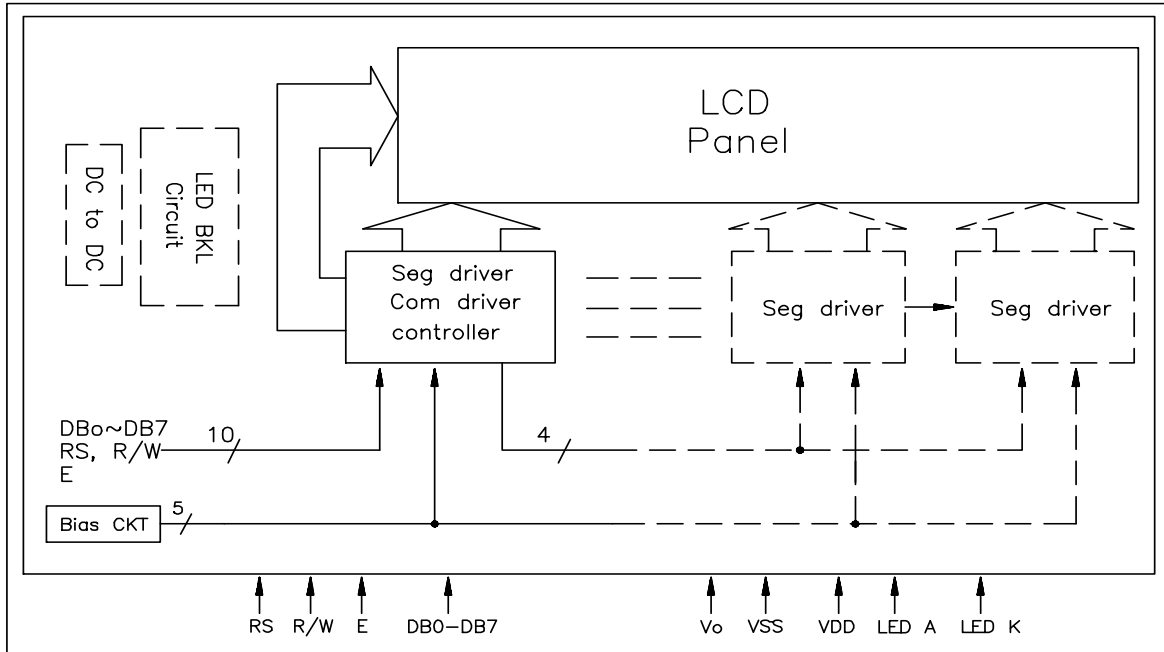 LCD
Panel
DC to DC
LED BKL
Circuit
Seg driver
Com driver
controller
Seg driver
Seg driver
DBo~DB7
RS, R/W
E
10
4
Bias CKT
5
RS
R/W
E
DB0-DB7
Vo
VSS
VDD
LED A
LED K